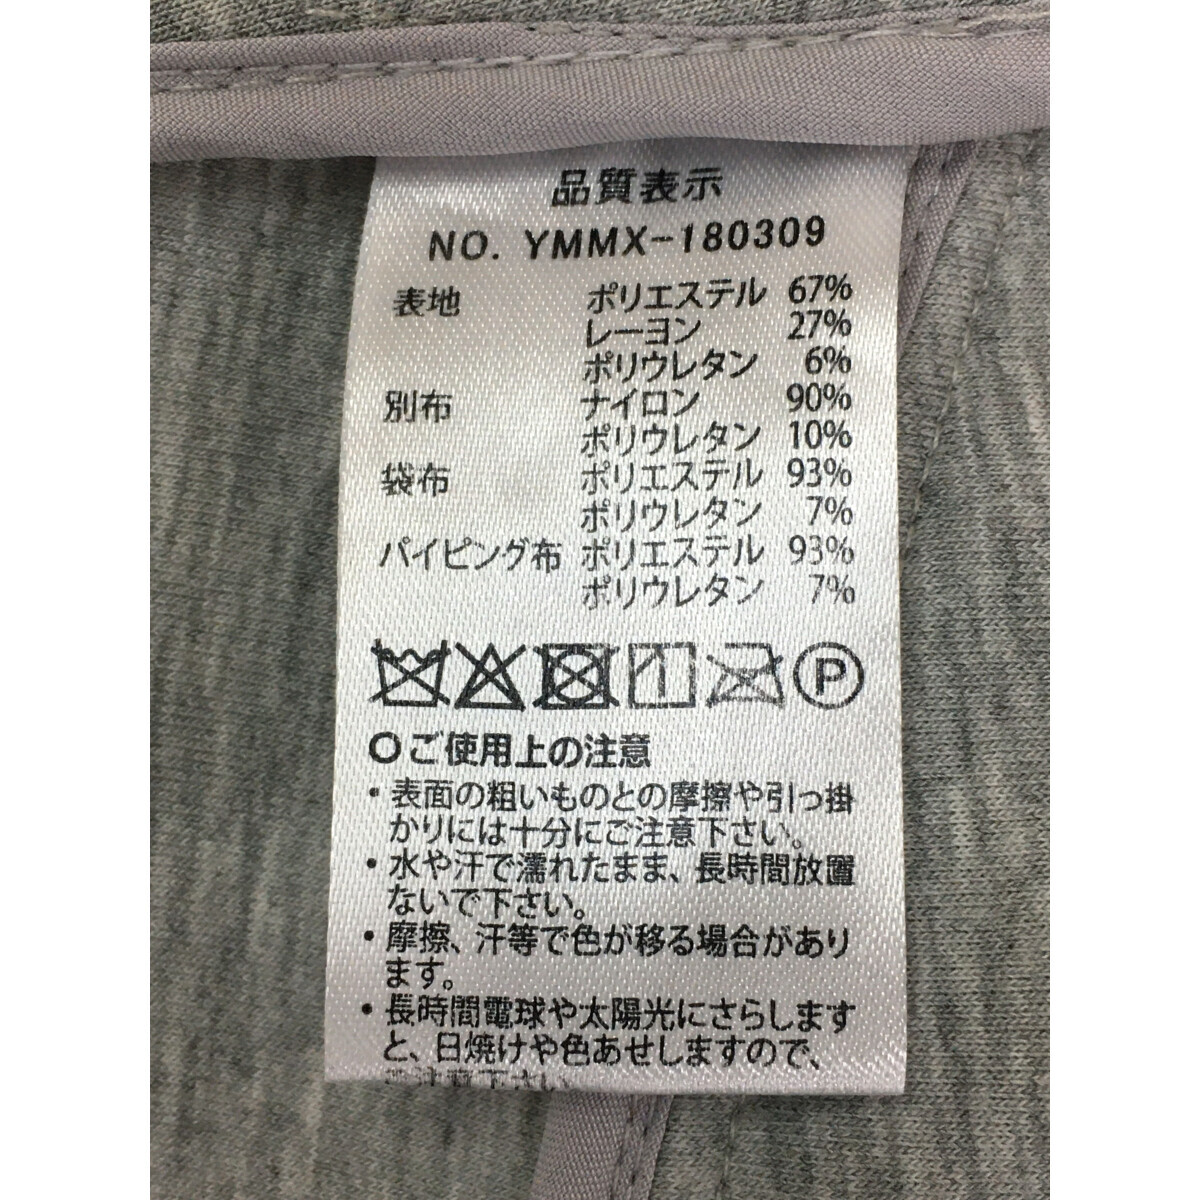 品質表示
NO. YMMX-180309
表地 ポリエステル 67%
レーヨン 27%
ポリウレタン 6%
別布 ナイロン 90%
ポリウレタン 10%
袋布 ポリエステル 93%
ポリウレタン 7%
パイピング布 ポリエステル 93%
ポリウレタン 7%
P
○ご使用上の注意
・表面の粗いものとの摩擦や引っ掛
かりには十分にご注意下さい。
・水や汗で濡れたまま、長時間放置
ないで下さい。
・摩擦、汗等で色が移る場合があり
ます。
・長時間電球や太陽光にさらします
と、日焼けや色あせしますので、
ご注意下さい。